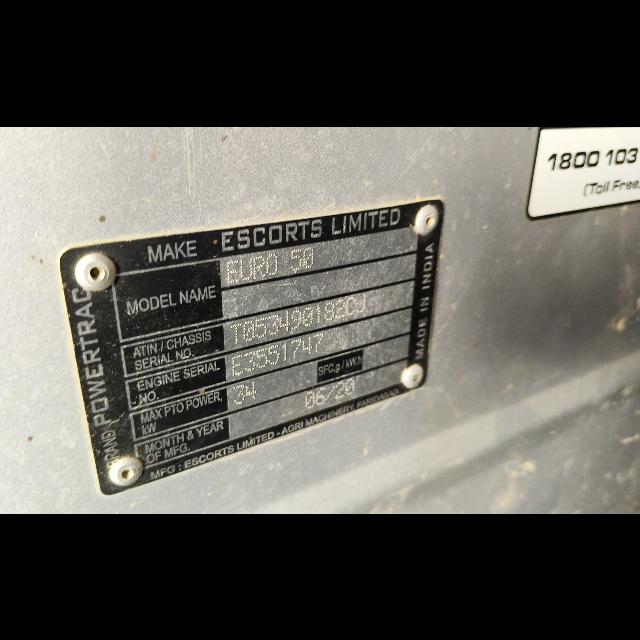 MAKE ESCORTS LIMITED
MODEL NAME EURO 50
ATIN / CHASSIS SERIAL NO.
ENGINE SERIAL NO.
MAX PTO POWER, kW 34 SFC,g / kW
MONTH & YEAR OF MFG. 06/20
MFG : ESCORTS LIMITED - AGRI MACHINERY
POWERTRAC
MADE IN INDIA
1800 103
(Toll Free